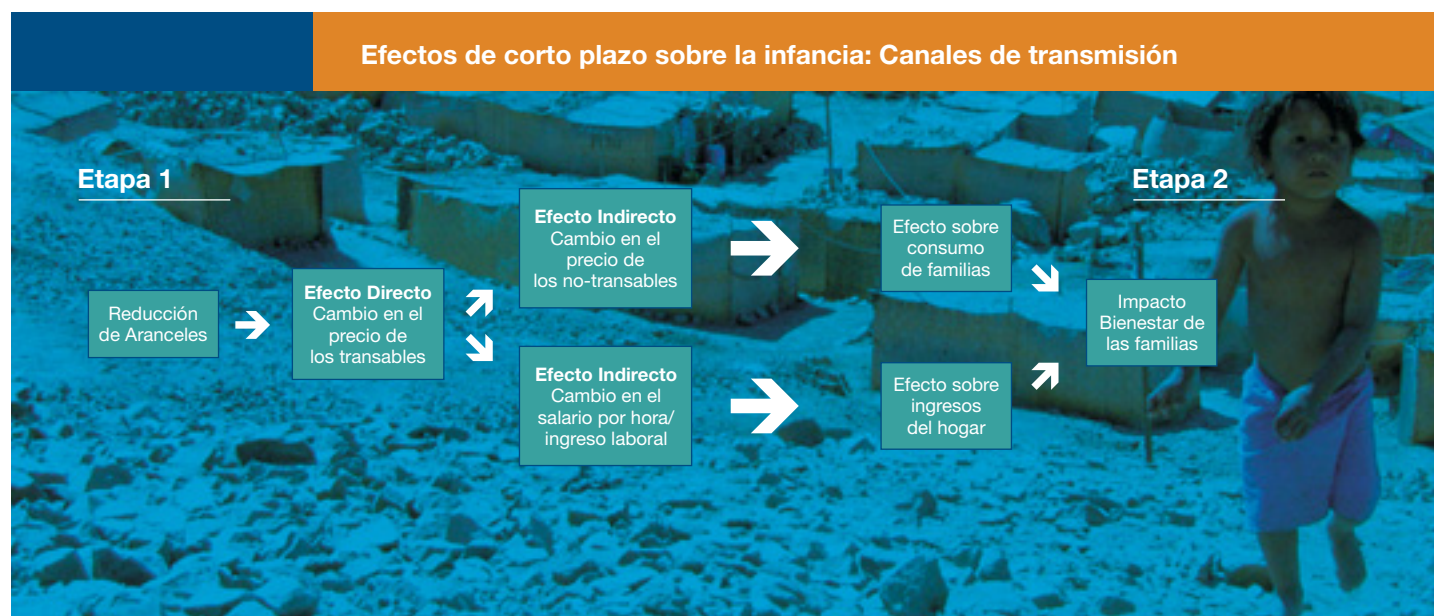 Efectos de corto plazo sobre la infancia: Canales de transmisión
Etapa 1
Etapa 2
Reducción
de Aranceles
Efecto Directo
Cambio en el
precio de
los transables
Efecto Indirecto
Cambio en el
precio de
los no-transables
Efecto Indirecto
Cambio en el
salario por hora/
ingreso laboral
Efecto sobre
consumo
de familias
Efecto sobre
ingresos
del hogar
Impacto
Bienestar de
las familias